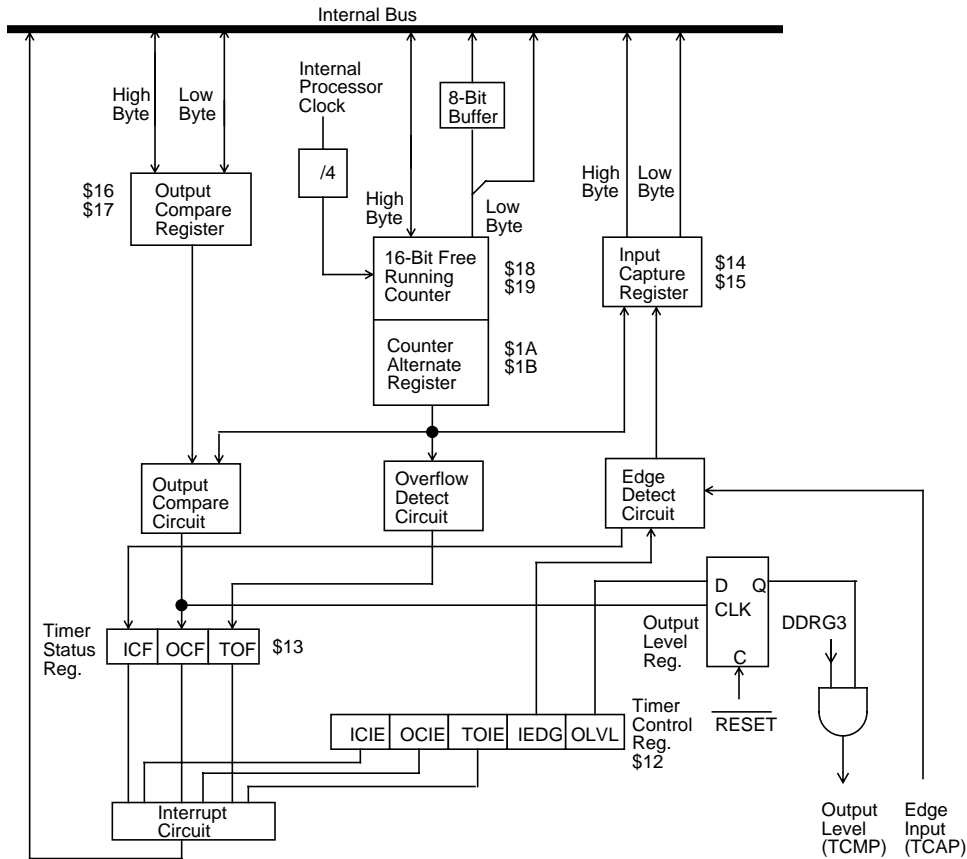 Internal Bus
High
Byte
Low
Byte
Internal
Processor
Clock
8-Bit
Buffer
/4
$16
$17
Output
Compare
Register
High
Byte
Low
Byte
High
Byte
Low
Byte
16-Bit Free
Running
Counter
$18
$19
Input
Capture
Register
$14
$15
Counter
Alternate
Register
$1A
$1B
Output
Compare
Circuit
Overflow
Detect
Circuit
Edge
Detect
Circuit
D
Q
CLK
C
Output
Level
Reg.
DDRG3
RESET
Timer
Status
Reg.
ICF
OCF
TOF
$13
ICIE
OCIE
TOIE
IEDG
OLVL
Timer
Control
Reg.
$12
Interrupt
Circuit
Output
Level
(TCMP)
Edge
Input
(TCAP)